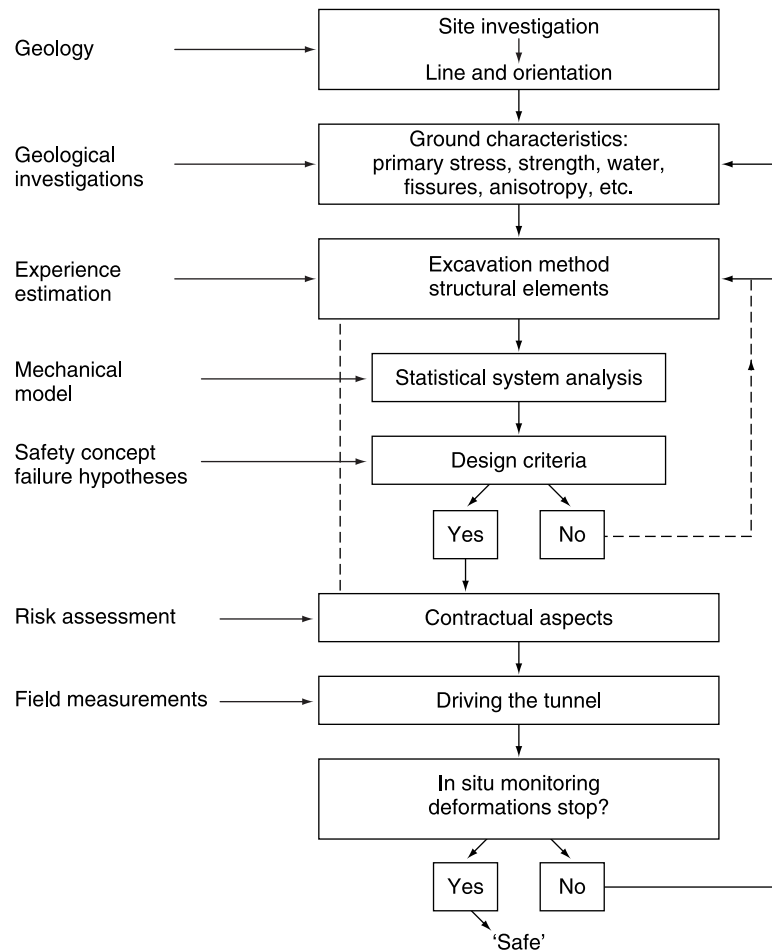 Geology
Site investigation
Line and orientation
Geological
investigations
Ground characteristics:
primary stress, strength, water,
fissures, anisotropy, etc.
Experience
estimation
Excavation method
structural elements
Mechanical
model
Statistical system analysis
Safety concept
failure hypotheses
Design criteria
Yes
No
Risk assessment
Contractual aspects
Field measurements
Driving the tunnel
In situ monitoring
deformations stop?
Yes
No
‘Safe’